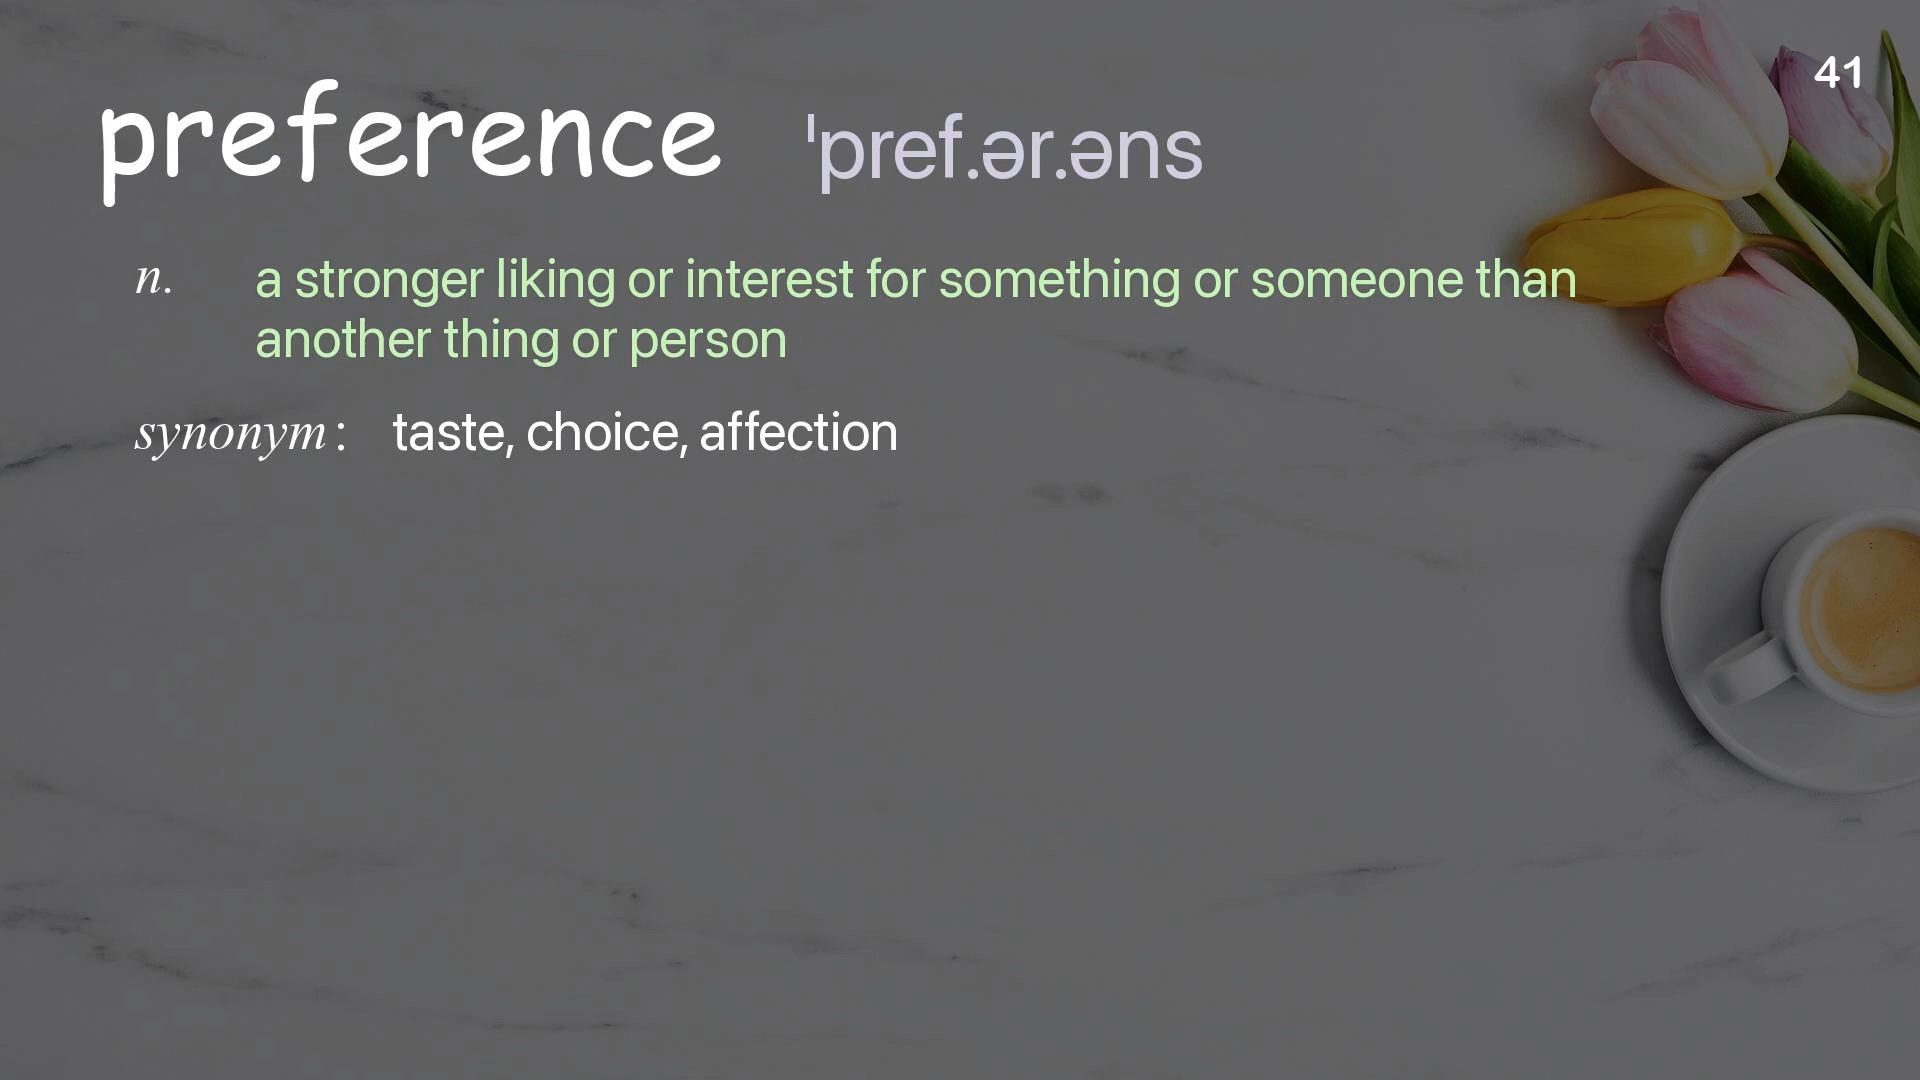 41
preference ˈpref.ər.əns
n. a stronger liking or interest for something or someone than
another thing or person
synonym: taste, choice, affection